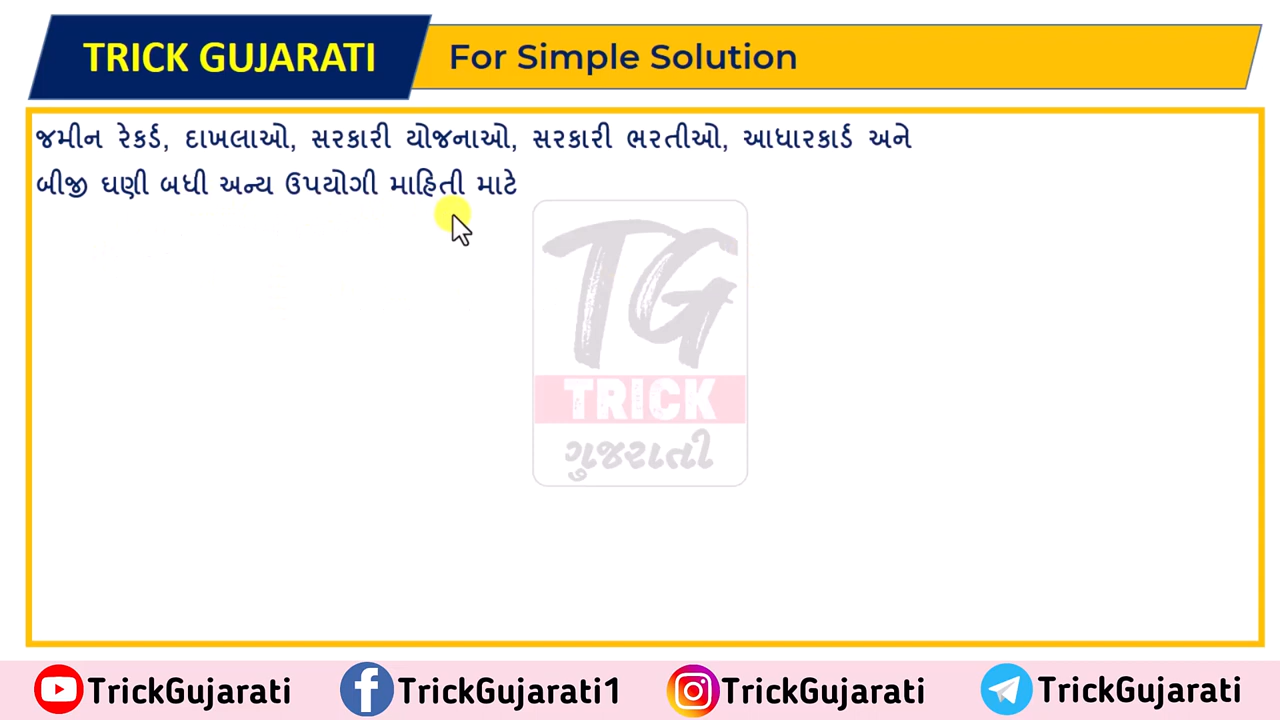 TRICK GUJARATI
For Simple Solution
જમીન રેકર્ડ, દાખલાઓ, સરકારી યોજનાઓ, સરકારી ભરતીઓ, આધારકાર્ડ અને
બીજી ઘણી બધી અન્ય ઉપયોગી માહિતી માટે
TG
TRICK
ગુજરાતી
TrickGujarati
TrickGujarati1
TrickGujarati
TrickGujarati